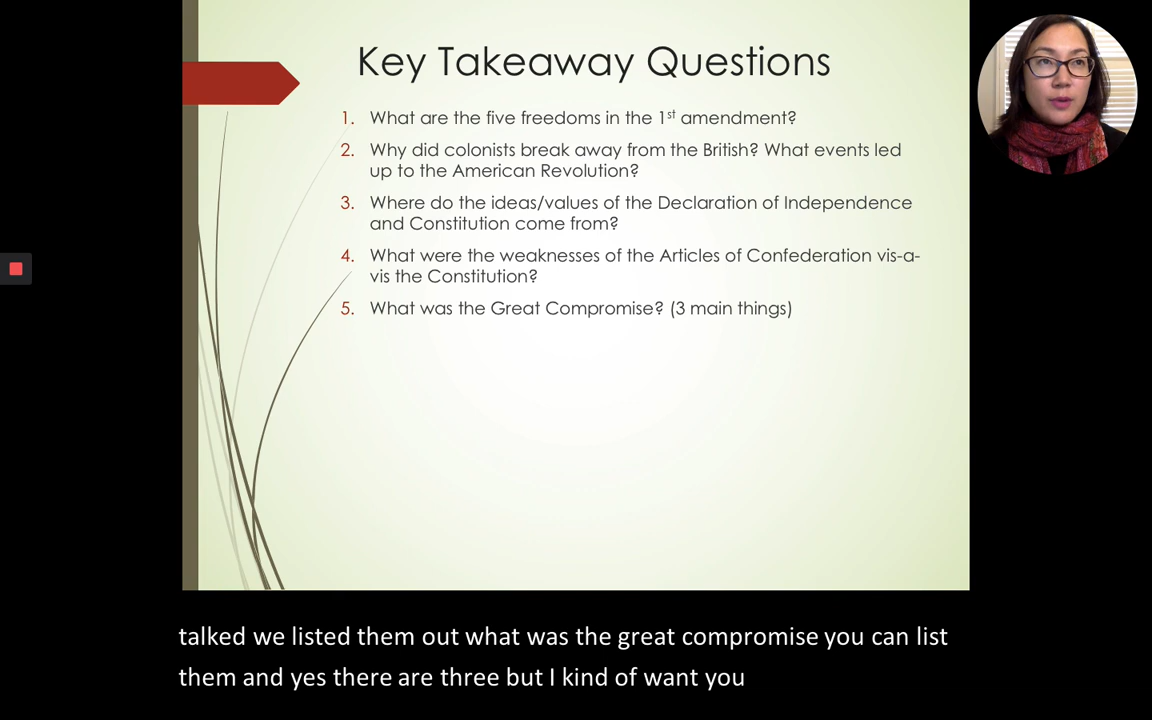 Key Takeaway Questions
1. What are the five freedoms in the 1st amendment?
2. Why did colonists break away from the British? What events led
up to the American Revolution?
3. Where do the ideas/values of the Declaration of Independence
and Constitution come from?
4. What were the weaknesses of the Articles of Confederation vis-a-
vis the Constitution?
5. What was the Great Compromise? (3 main things)
talked we listed them out what was the great compromise you can list
them and yes there are three but I kind of want you